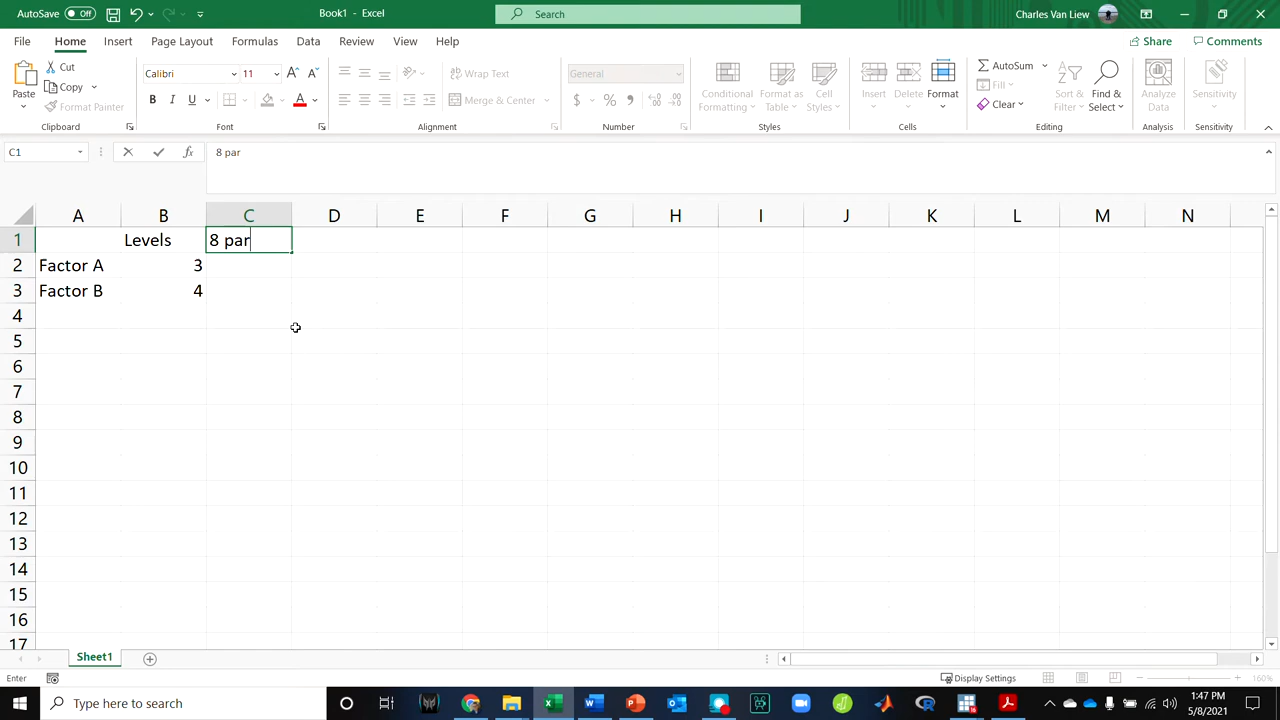 AutoSave Off Book1 - Excel Search Charles Van Liew
File Home Insert Page Layout Formulas Data Review View Help Share Comments
Paste Cut Copy Format Painter Clipboard
Calibri 11 A A B I U A Font
Wrap Text Merge & Center Alignment
General $ % , Number
Conditional Formatting Format as Table Cell Styles Styles
Insert Delete Format Cells
AutoSum Fill Clear Sort & Filter Find & Select Editing
Analyze Data Analysis
Sensitivity Sensitivity
C1 fx 8 par
A B C D E F G H I J K L M N
1 Levels 8 par
2 Factor A 3
3 Factor B 4
4
5
6
7
8
9
10
11
12
13
14
15
16
17
Sheet1
Enter Display Settings 160%
Type here to search 1:47 PM
5/8/2021